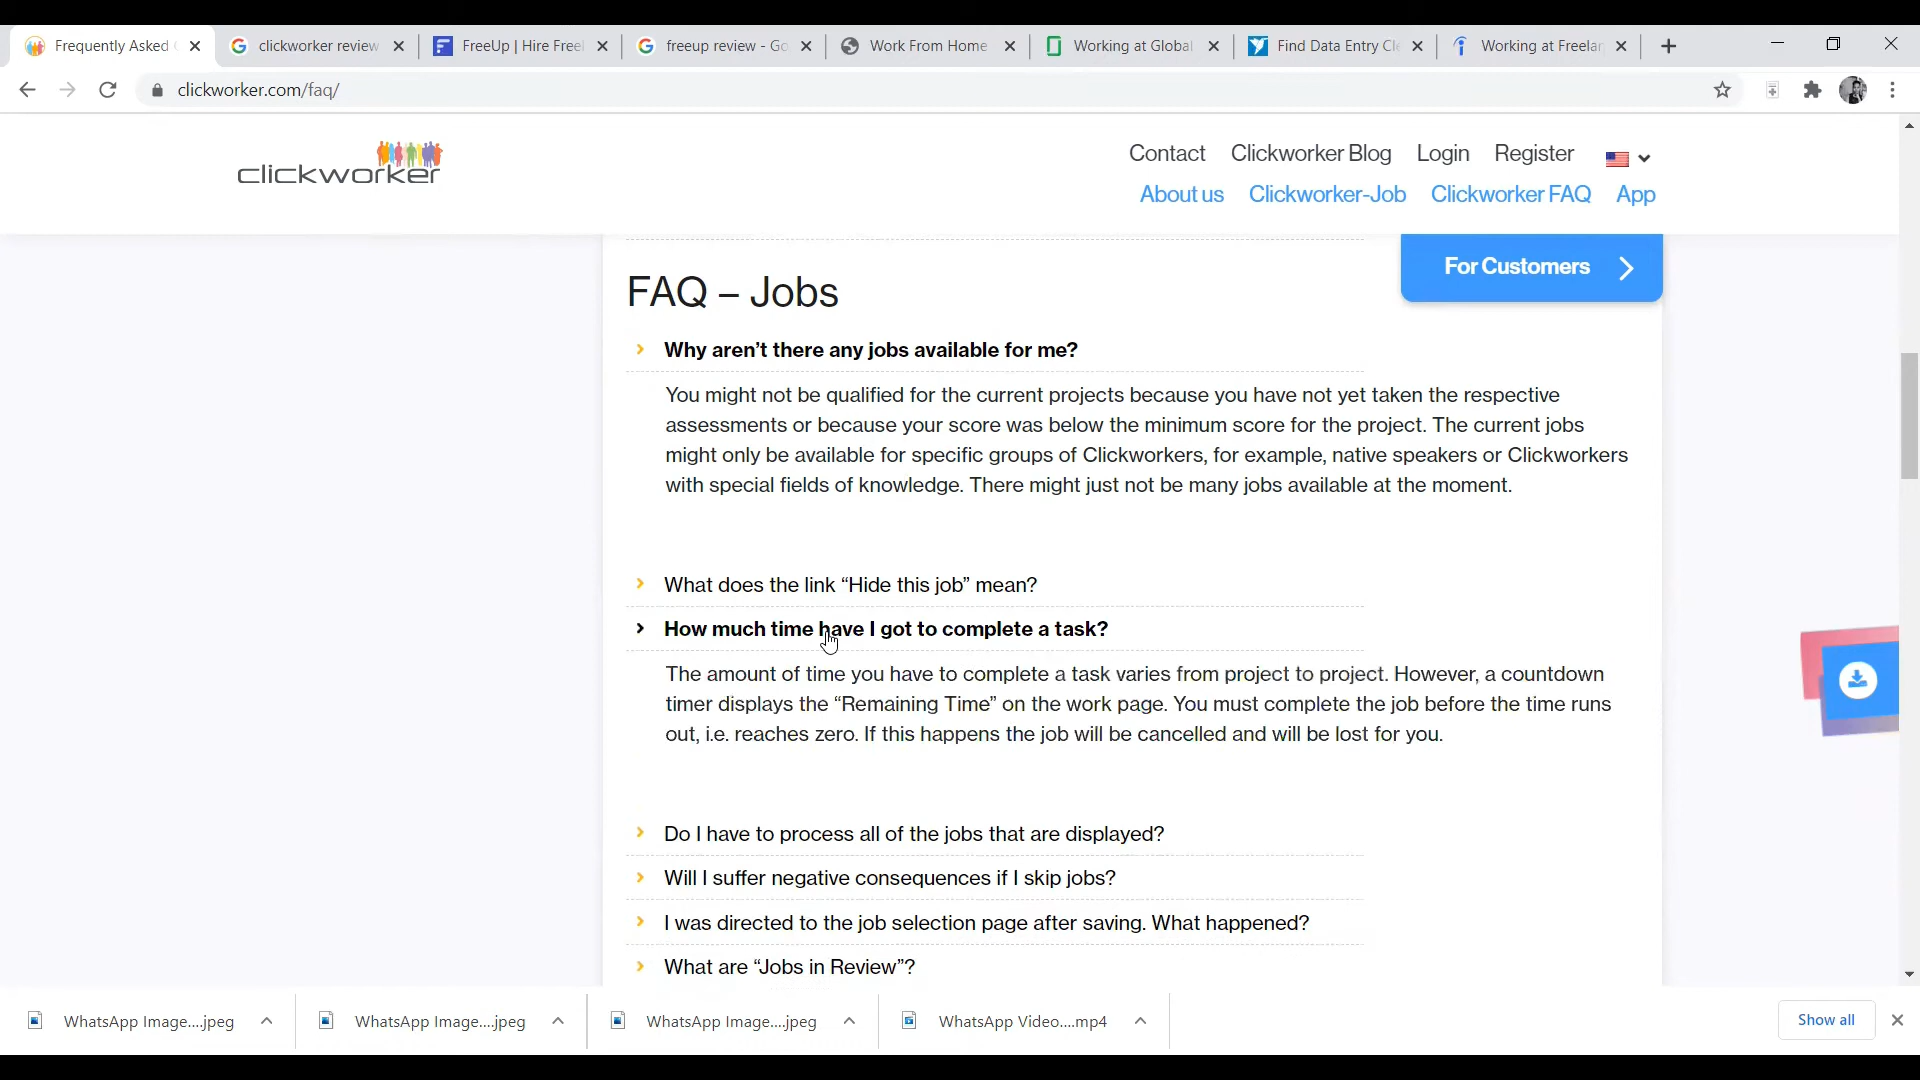 Frequently Asked
clickworker review
FreeUp | Hire Freel
freeup review - Go
Work From Home
Working at Global
Find Data Entry Cle
Working at Freelan
clickworker.com/faq/
clickworker
Contact Clickworker Blog Login Register
About us Clickworker-Job Clickworker FAQ App
For Customers
FAQ – Jobs
Why aren’t there any jobs available for me?
You might not be qualified for the current projects because you have not yet taken the respective
assessments or because your score was below the minimum score for the project. The current jobs
might only be available for specific groups of Clickworkers, for example, native speakers or Clickworkers
with special fields of knowledge. There might just not be many jobs available at the moment.
What does the link “Hide this job” mean?
How much time have I got to complete a task?
The amount of time you have to complete a task varies from project to project. However, a countdown
timer displays the “Remaining Time” on the work page. You must complete the job before the time runs
out, i.e. reaches zero. If this happens the job will be cancelled and will be lost for you.
Do I have to process all of the jobs that are displayed?
Will I suffer negative consequences if I skip jobs?
I was directed to the job selection page after saving. What happened?
What are “Jobs in Review”?
WhatsApp Image....jpeg
WhatsApp Image....jpeg
WhatsApp Image....jpeg
WhatsApp Video....mp4
Show all